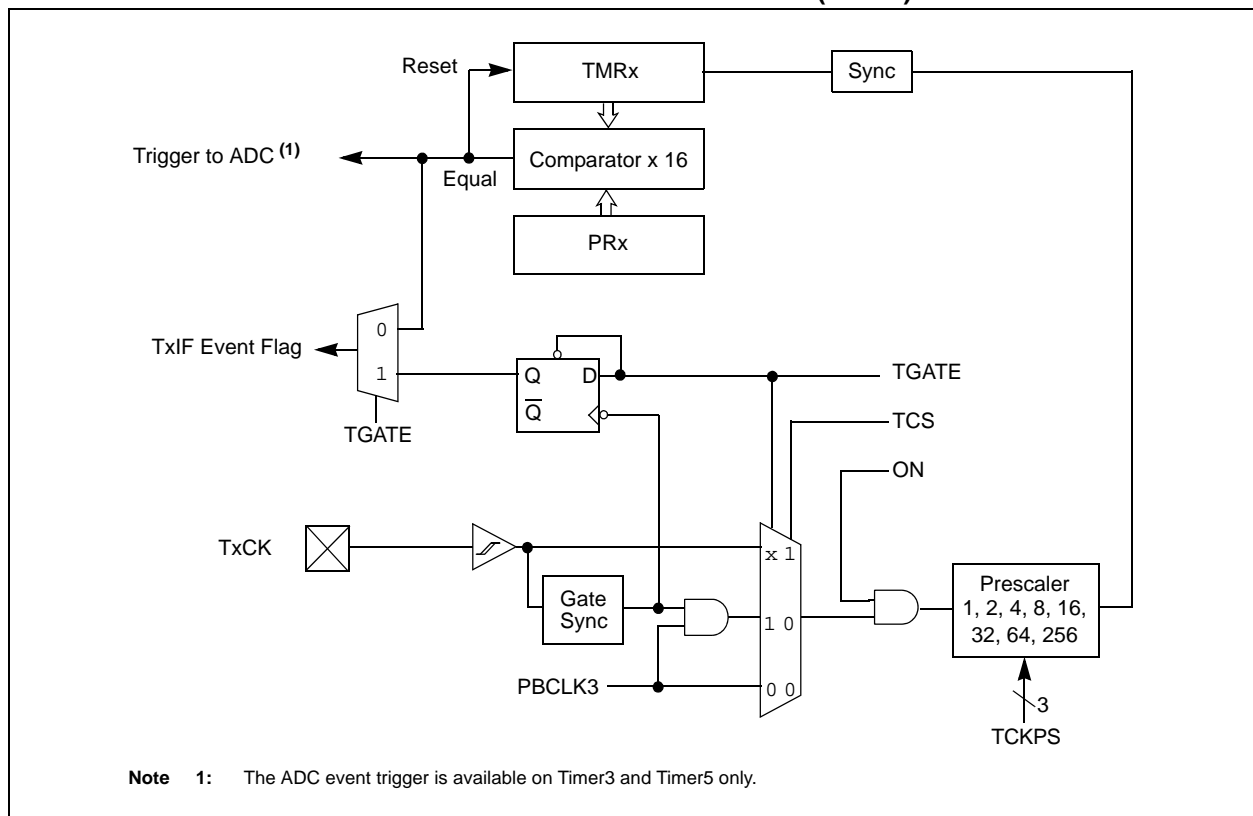 Reset
TMRx
Sync
Trigger to ADC (1)
Equal
Comparator x 16
PRx
TxIF Event Flag
0
1
TGATE
Q
D
Q
TGATE
TCS
ON
TxCK
x 1
Gate
Sync
1 0
PBCLK3
0 0
Prescaler
1, 2, 4, 8, 16,
32, 64, 256
3
TCKPS
Note 1: The ADC event trigger is available on Timer3 and Timer5 only.